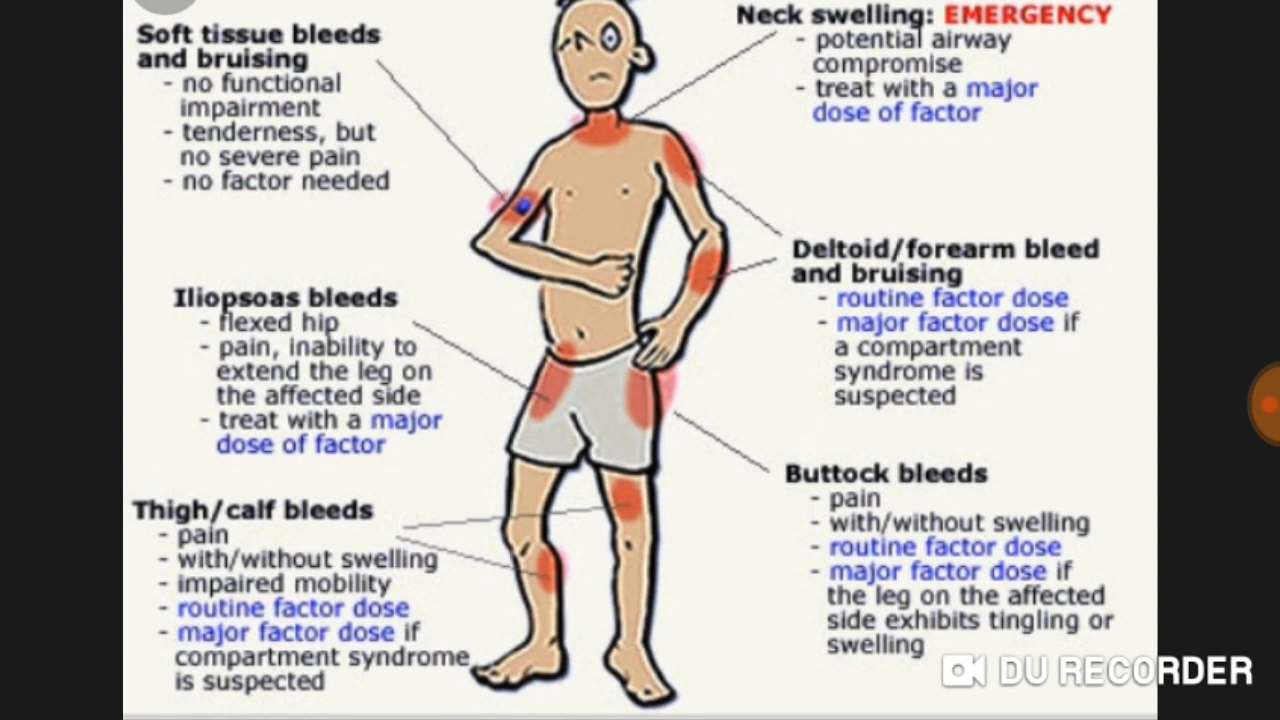 Soft tissue bleeds
and bruising
- no functional
impairment
- tenderness, but
no severe pain
- no factor needed
Iliopsoas bleeds
- flexed hip
- pain, inability to
extend the leg on
the affected side
- treat with a major
dose of factor
Thigh/calf bleeds
- pain
- with/without swelling
- impaired mobility
- routine factor dose
- major factor dose if
compartment syndrome
is suspected
Neck swelling: EMERGENCY
- potential airway
compromise
- treat with a major
dose of factor
Deltoid/forearm bleed
and bruising
- routine factor dose
- major factor dose if
a compartment
syndrome is
suspected
Buttock bleeds
- pain
- with/without swelling
- routine factor dose
- major factor dose if
the leg on the affected
side exhibits tingling or
swelling
DU RECORDER